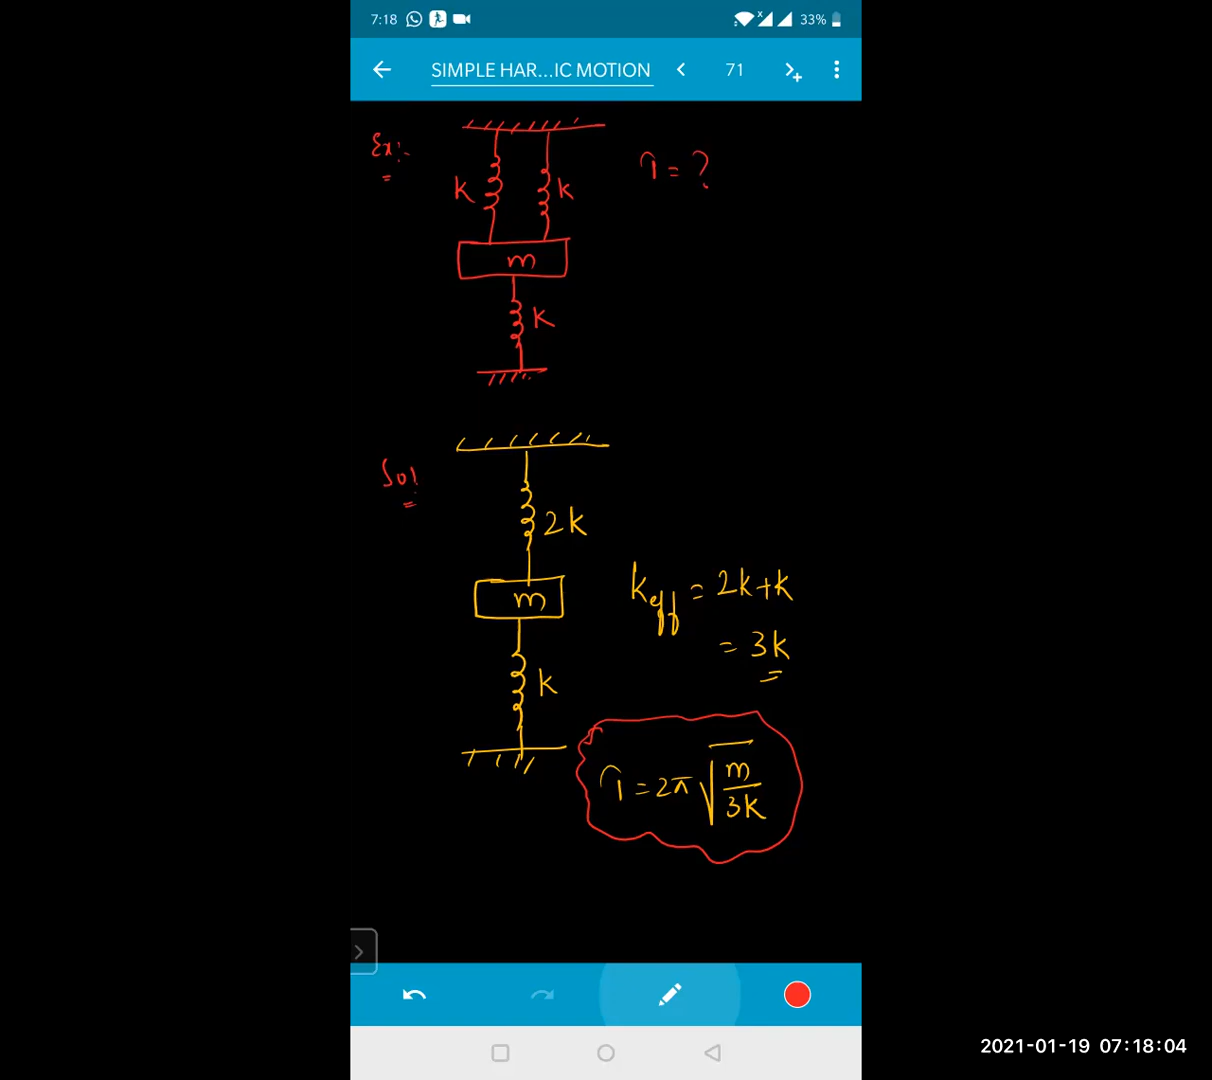 7:18
33%
SIMPLE HAR...IC MOTION
71
Ex:-
T = ?
k
k
m
k
Sol:
2k
m
k
keff = 2k+k
= 3k
T = 2π √(m/3k)
2021-01-19 07:18:04